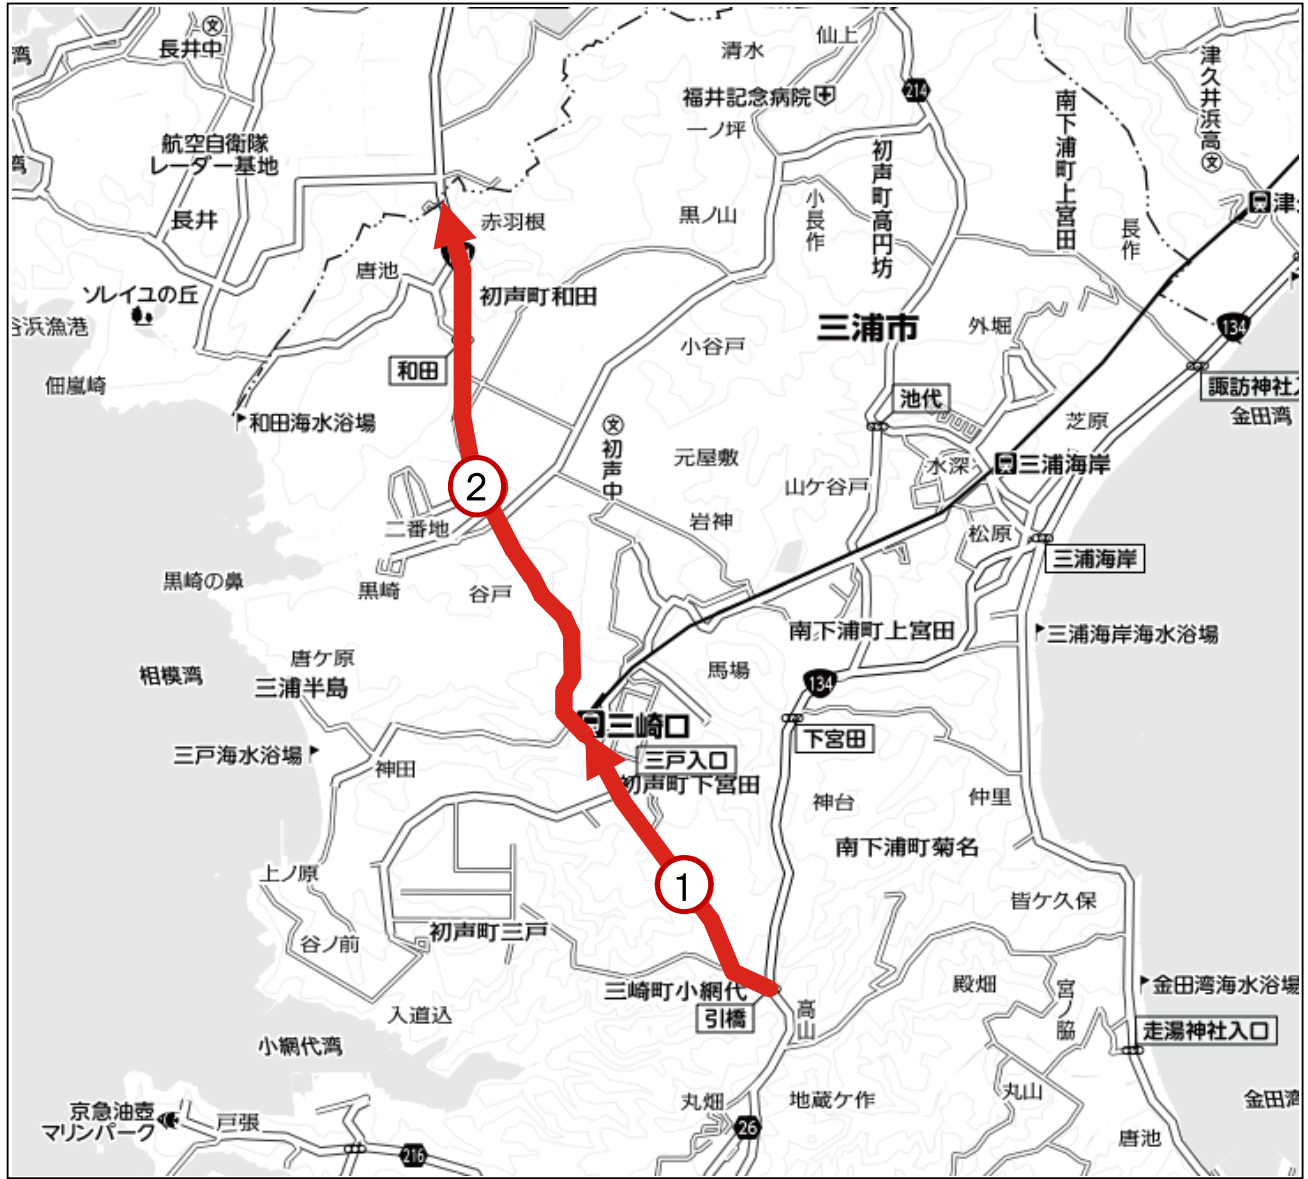 湾
長井中
清水
仙上
津久井浜高
福井記念病院
214
南下浦町上宮田
一ノ坪
航空自衛隊
レーダー基地
湾
初声町高円坊
長井
赤羽根
黒ノ山
小長作
長作
津
唐池
ソレイユの丘
初声町和田
谷浜漁港
三浦市
外堀
134
小谷戸
和田
佃嵐崎
諏訪神社入
池代
金田湾
和田海水浴場
芝原
初声中
元屋敷
水深
三浦海岸
2
山ケ谷戸
二番地
岩神
松原
三浦海岸
黒崎の鼻
黒崎
谷戸
南下浦町上宮田
三浦海岸海水浴場
唐ケ原
相模湾
三浦半島
馬場
134
三崎口
下宮田
三戸海水浴場
三戸入口
神田
初声町下宮田
神台
仲里
南下浦町菊名
上ノ原
1
皆ケ久保
初声町三戸
谷ノ前
三崎町小網代
殿畑
宮ノ脇
金田湾海水浴場
引橋
高山
入道込
走湯神社入口
小網代湾
丸山
丸畑
地蔵ケ作
金田湾
京急油壺
マリンパーク
戸張
26
唐池
216